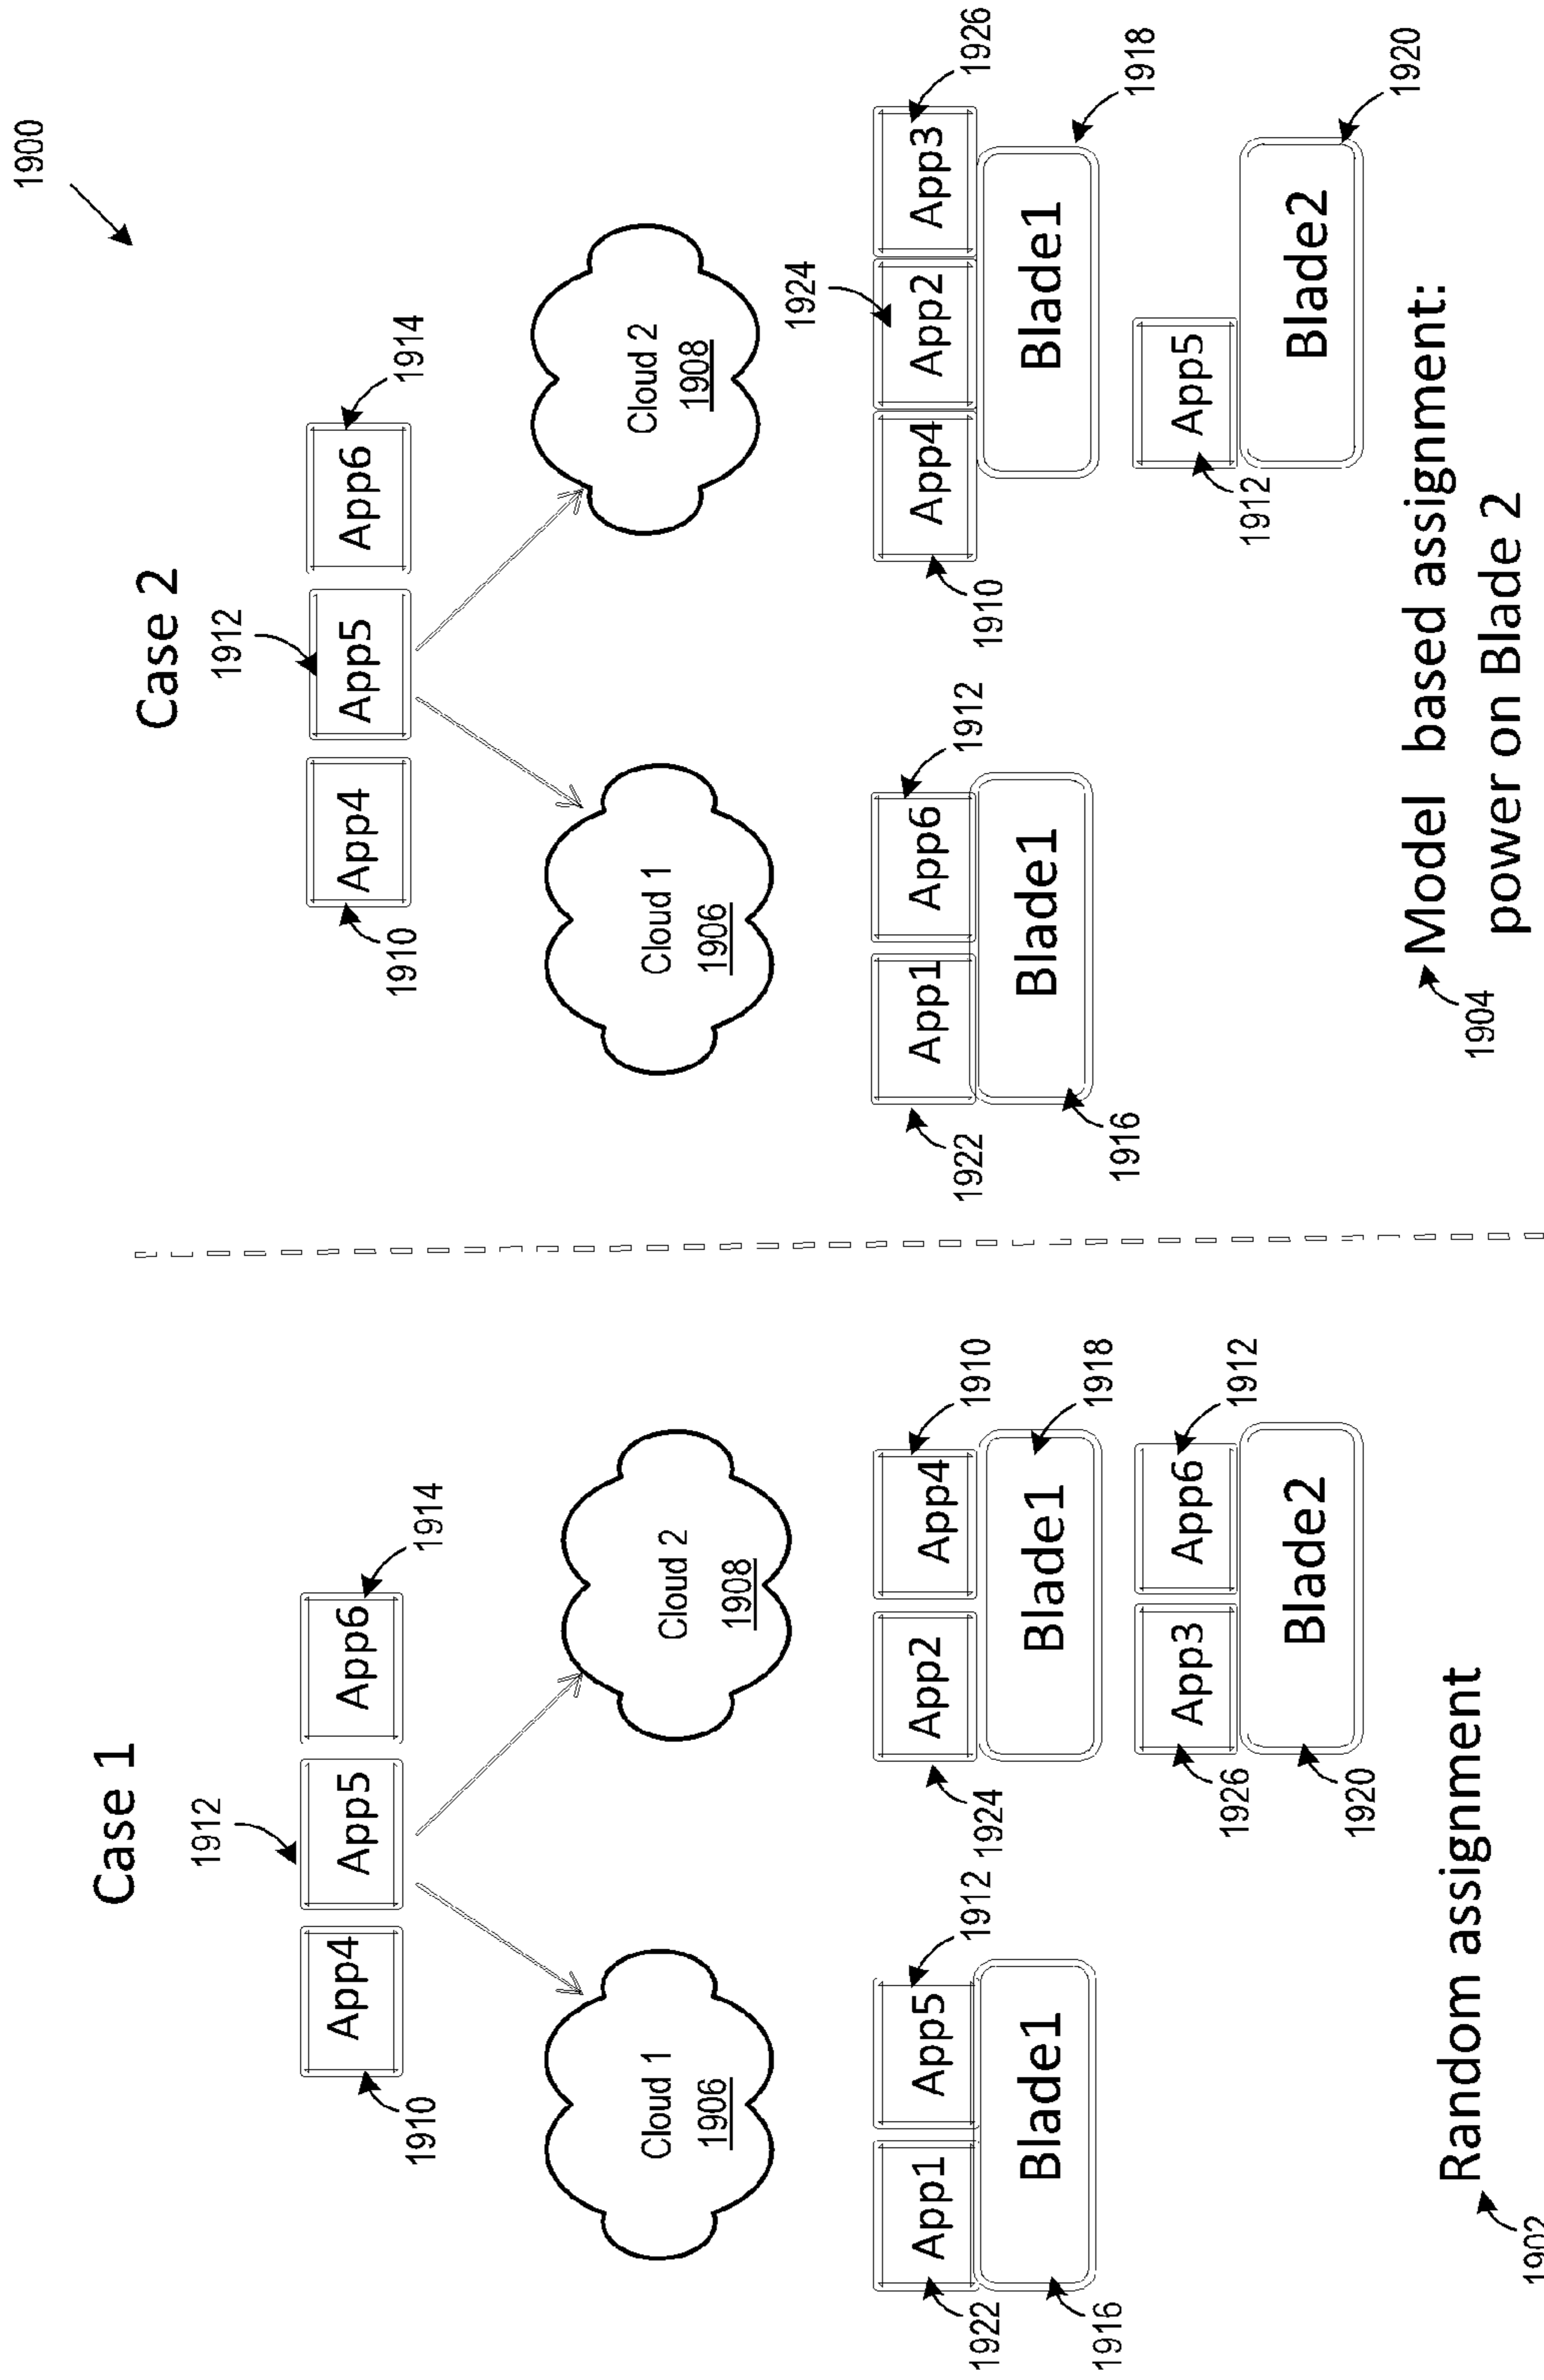 1900
Case 1
1912
App4
App5
App6
1910
1914
Cloud 1
1906
Cloud 2
1908
App1
App5
1912
1922
Blade1
1916
App2
App4
1910
1924
Blade1
1918
App3
App6
1912
1926
Blade2
1920
Random assignment
1902
Case 2
1912
App4
App5
App6
1910
1914
Cloud 1
1906
Cloud 2
1908
App1
App6
1912
1922
Blade1
1916
1924
App4
App2
App3
1926
1910
Blade1
1918
App5
1912
Blade2
1920
Model based assignment:
power on Blade 2
1904